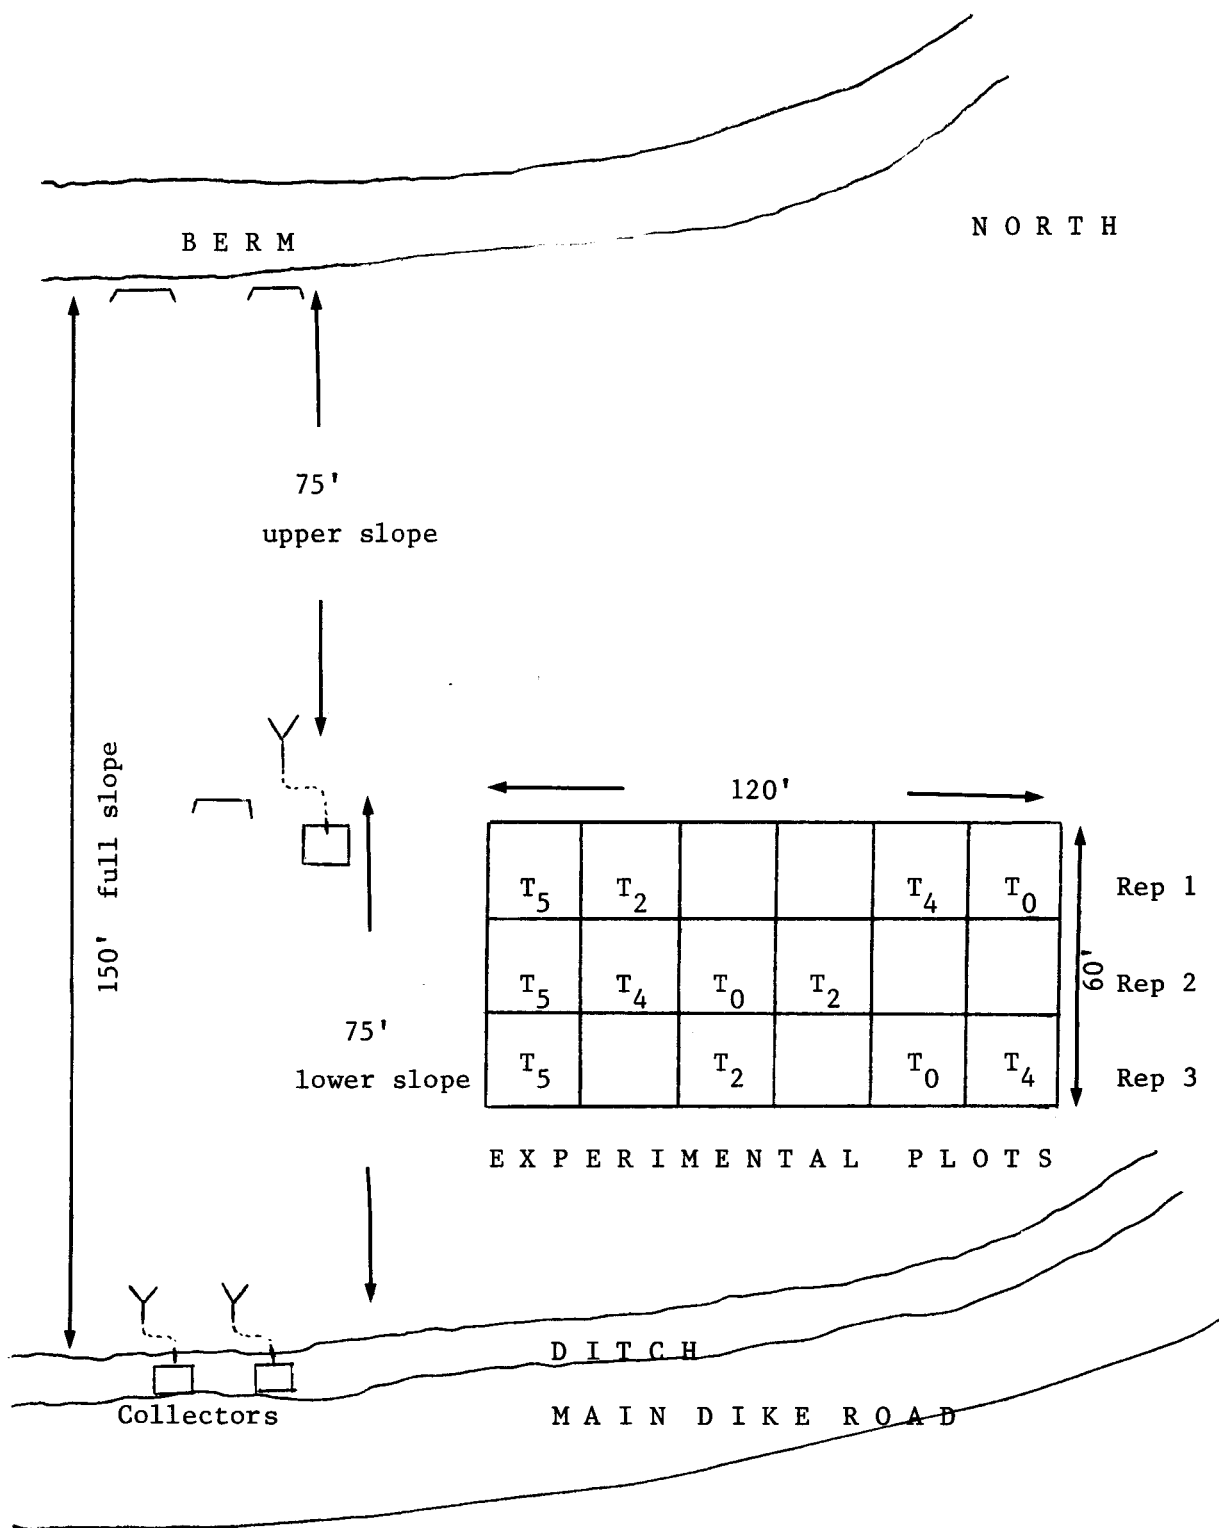 B E R M
N O R T H
75'
upper slope
150' full slope
120'
T5 T2 T4 T0 Rep 1
T5 T4 T0 T2 Rep 2
60'
T5 T2 T0 T4 Rep 3
75'
lower slope
E X P E R I M E N T A L P L O T S
D I T C H
Collectors
M A I N D I K E R O A D